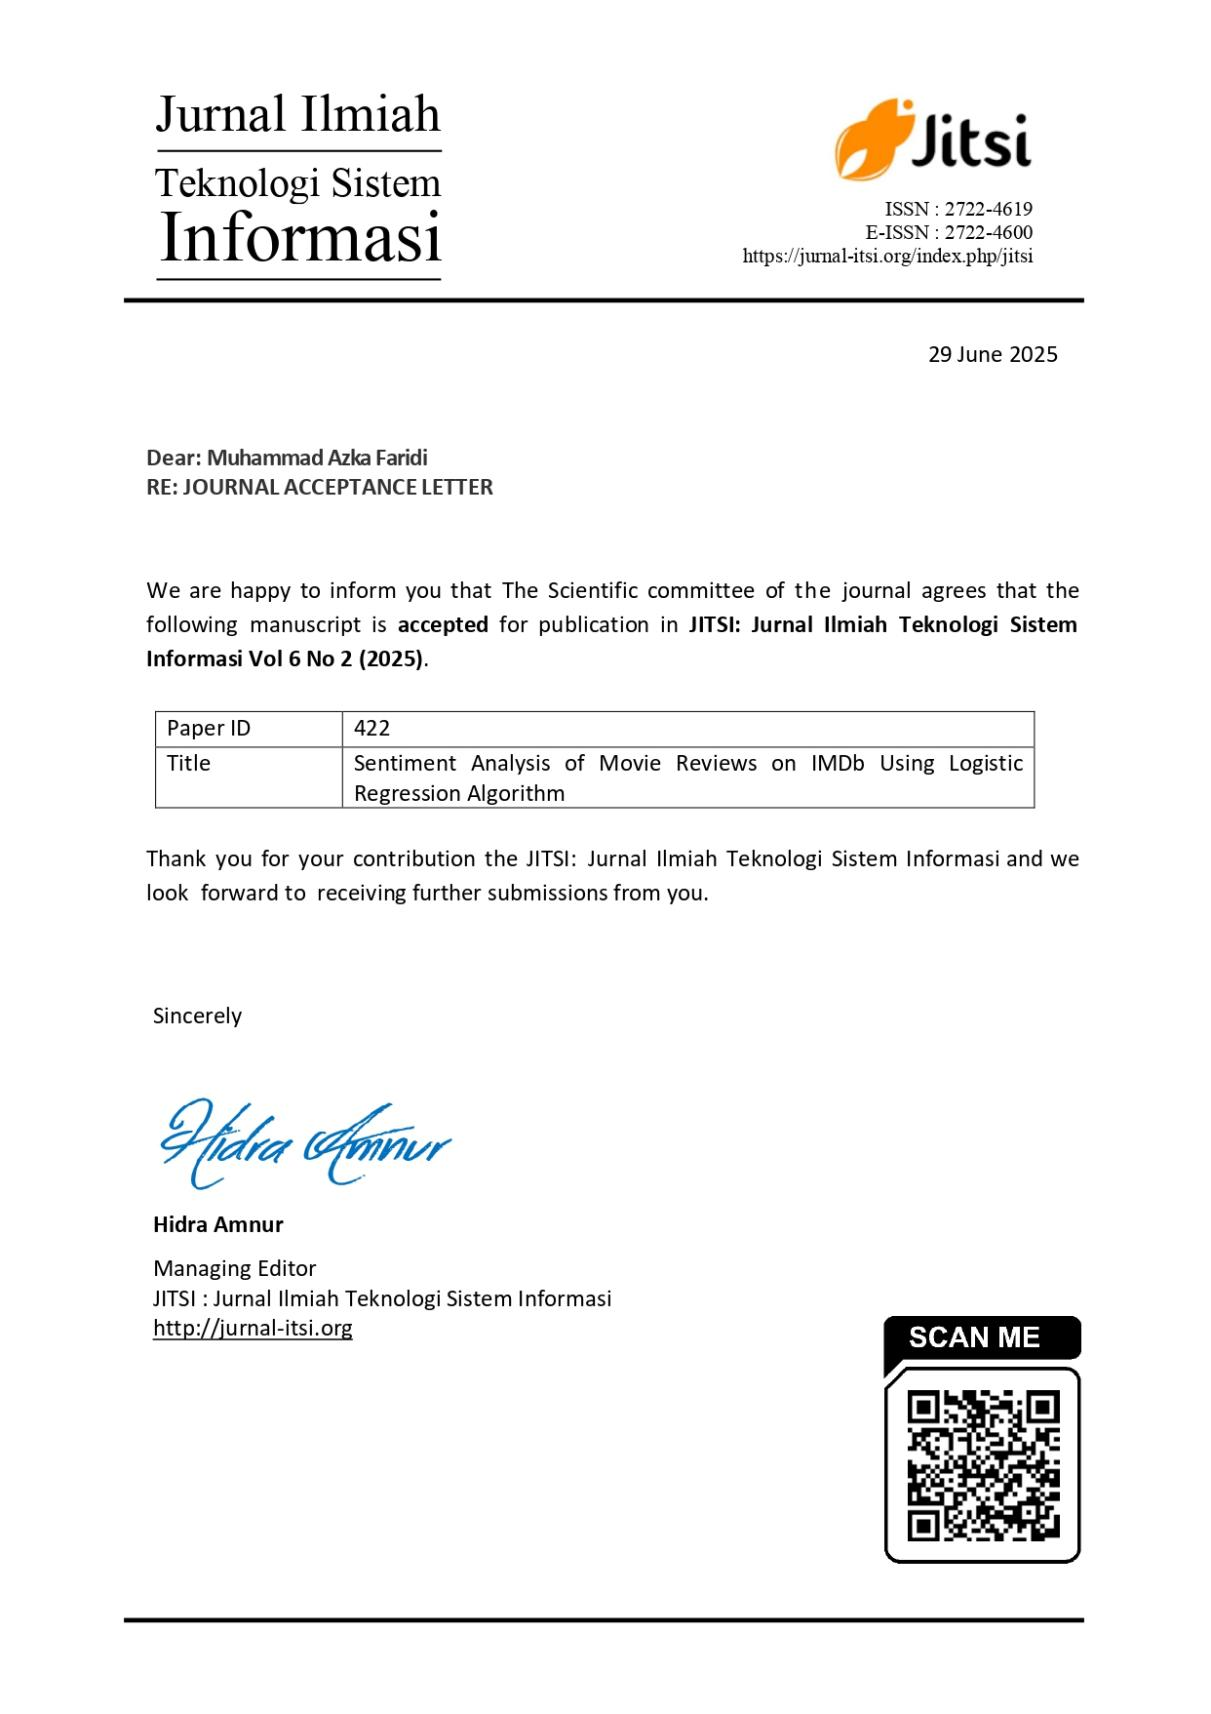 Jurnal Ilmiah
Teknologi Sistem
Informasi
Jitsi
ISSN : 2722-4619
E-ISSN : 2722-4600
https://jurnal-itsi.org/index.php/jitsi
29 June 2025
Dear: Muhammad Azka Faridi
RE: JOURNAL ACCEPTANCE LETTER
We are happy to inform you that The Scientific committee of the journal agrees that the
following manuscript is accepted for publication in JITSI: Jurnal Ilmiah Teknologi Sistem
Informasi Vol 6 No 2 (2025).
Paper ID 422
Title Sentiment Analysis of Movie Reviews on IMDb Using Logistic
Regression Algorithm
Thank you for your contribution the JITSI: Jurnal Ilmiah Teknologi Sistem Informasi and we
look forward to receiving further submissions from you.
Sincerely
Hidra Amnur
Hidra Amnur
Managing Editor
JITSI : Jurnal Ilmiah Teknologi Sistem Informasi
http://jurnal-itsi.org
SCAN ME